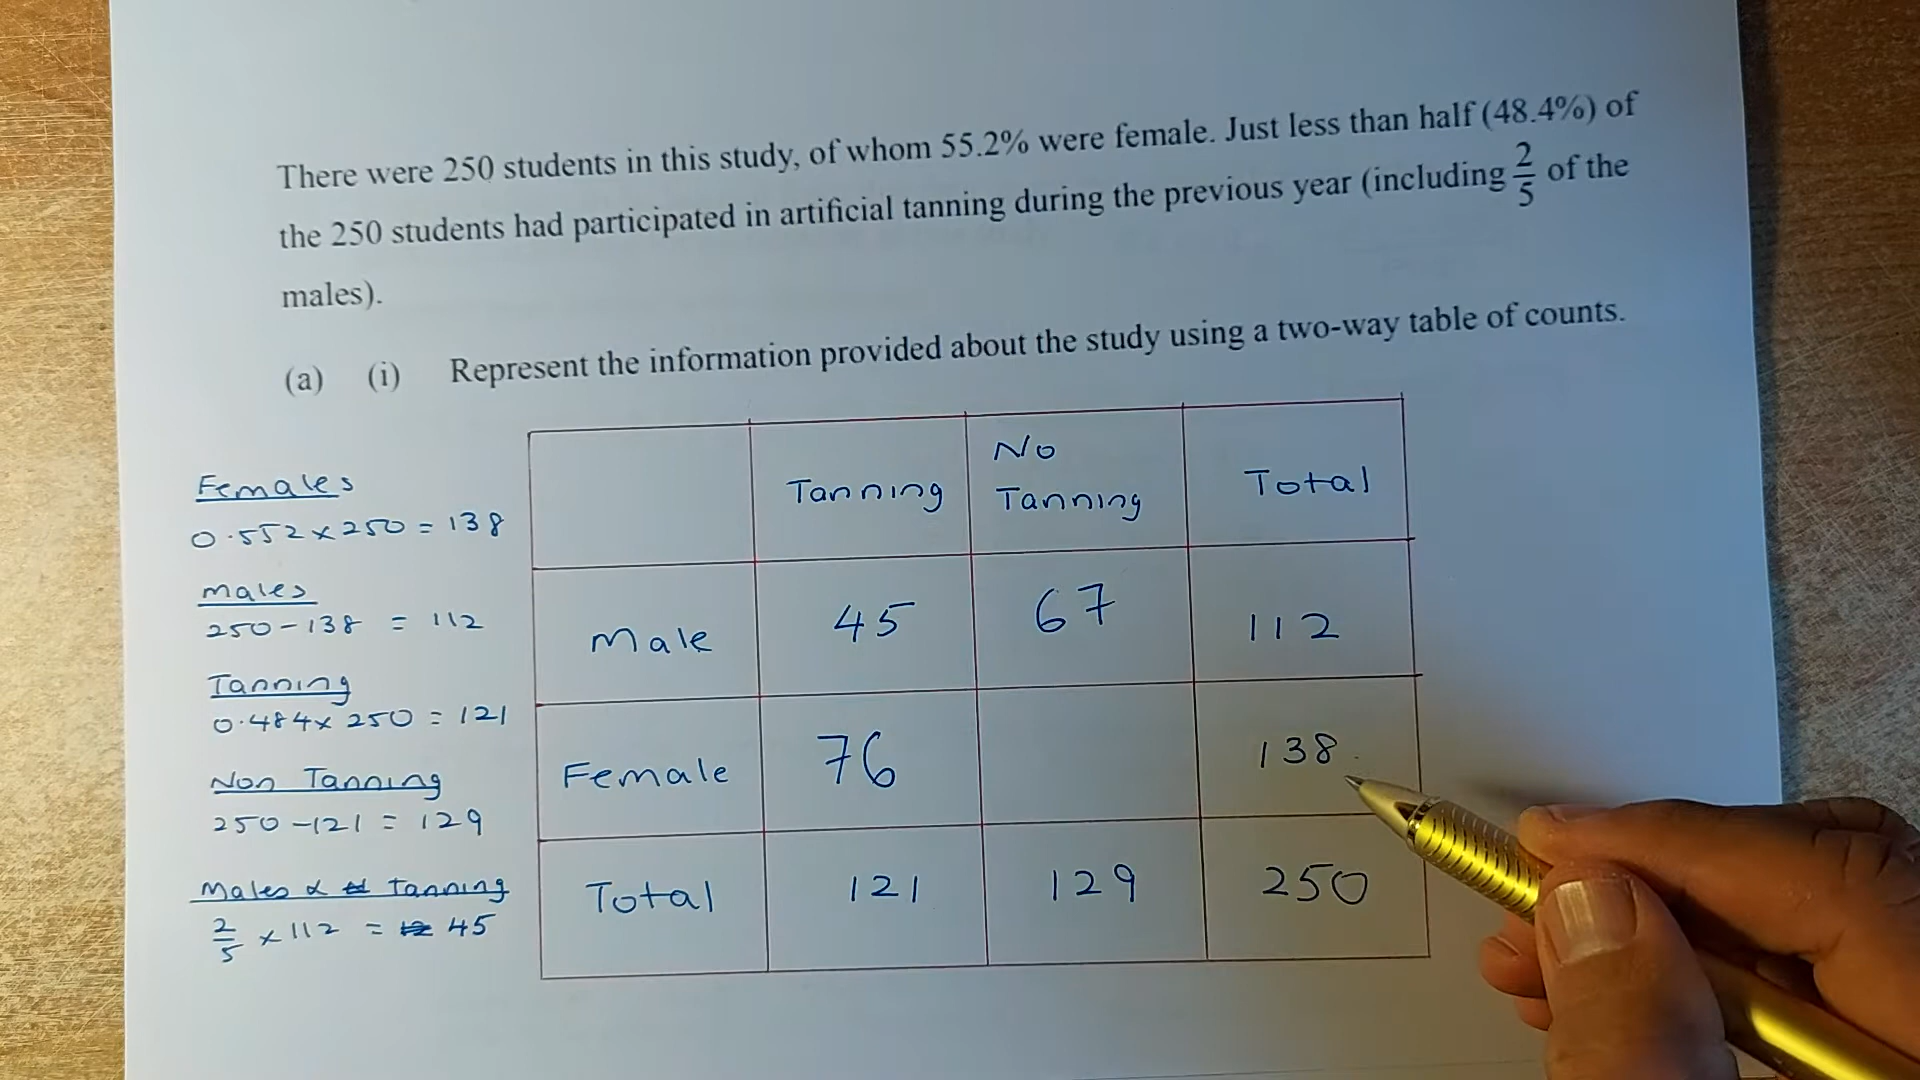 There were 250 students in this study, of whom 55.2% were female. Just less than half (48.4%) of
the 250 students had participated in artificial tanning during the previous year (including 2/5 of the
males).
(a) (i) Represent the information provided about the study using a two-way table of counts.
Females
0.552 x 250 = 138
Males
250 - 138 = 112
Tanning
0.484 x 250 = 121
Non Tanning
250 - 121 = 129
Males & tanning
2/5 x 112 = 45
Tanning No Tanning Total
Male 45 67 112
Female 76 138
Total 121 129 250